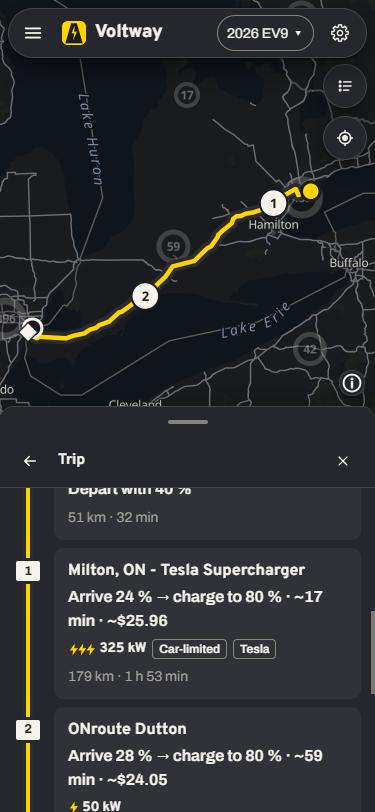 Voltway
2026 EV9 ▼
17
Lake Huron
1
Hamilton
59
Buffalo
2
Lake Erie
42
Cleveland
Trip
Depart with 40 %
51 km · 32 min
1
Milton, ON - Tesla Supercharger
Arrive 24 % → charge to 80 % · ~17
min · ~$25.96
325 kW Car-limited Tesla
179 km · 1 h 53 min
2
ONroute Dutton
Arrive 28 % → charge to 80 % · ~59
min · ~$24.05
50 kW